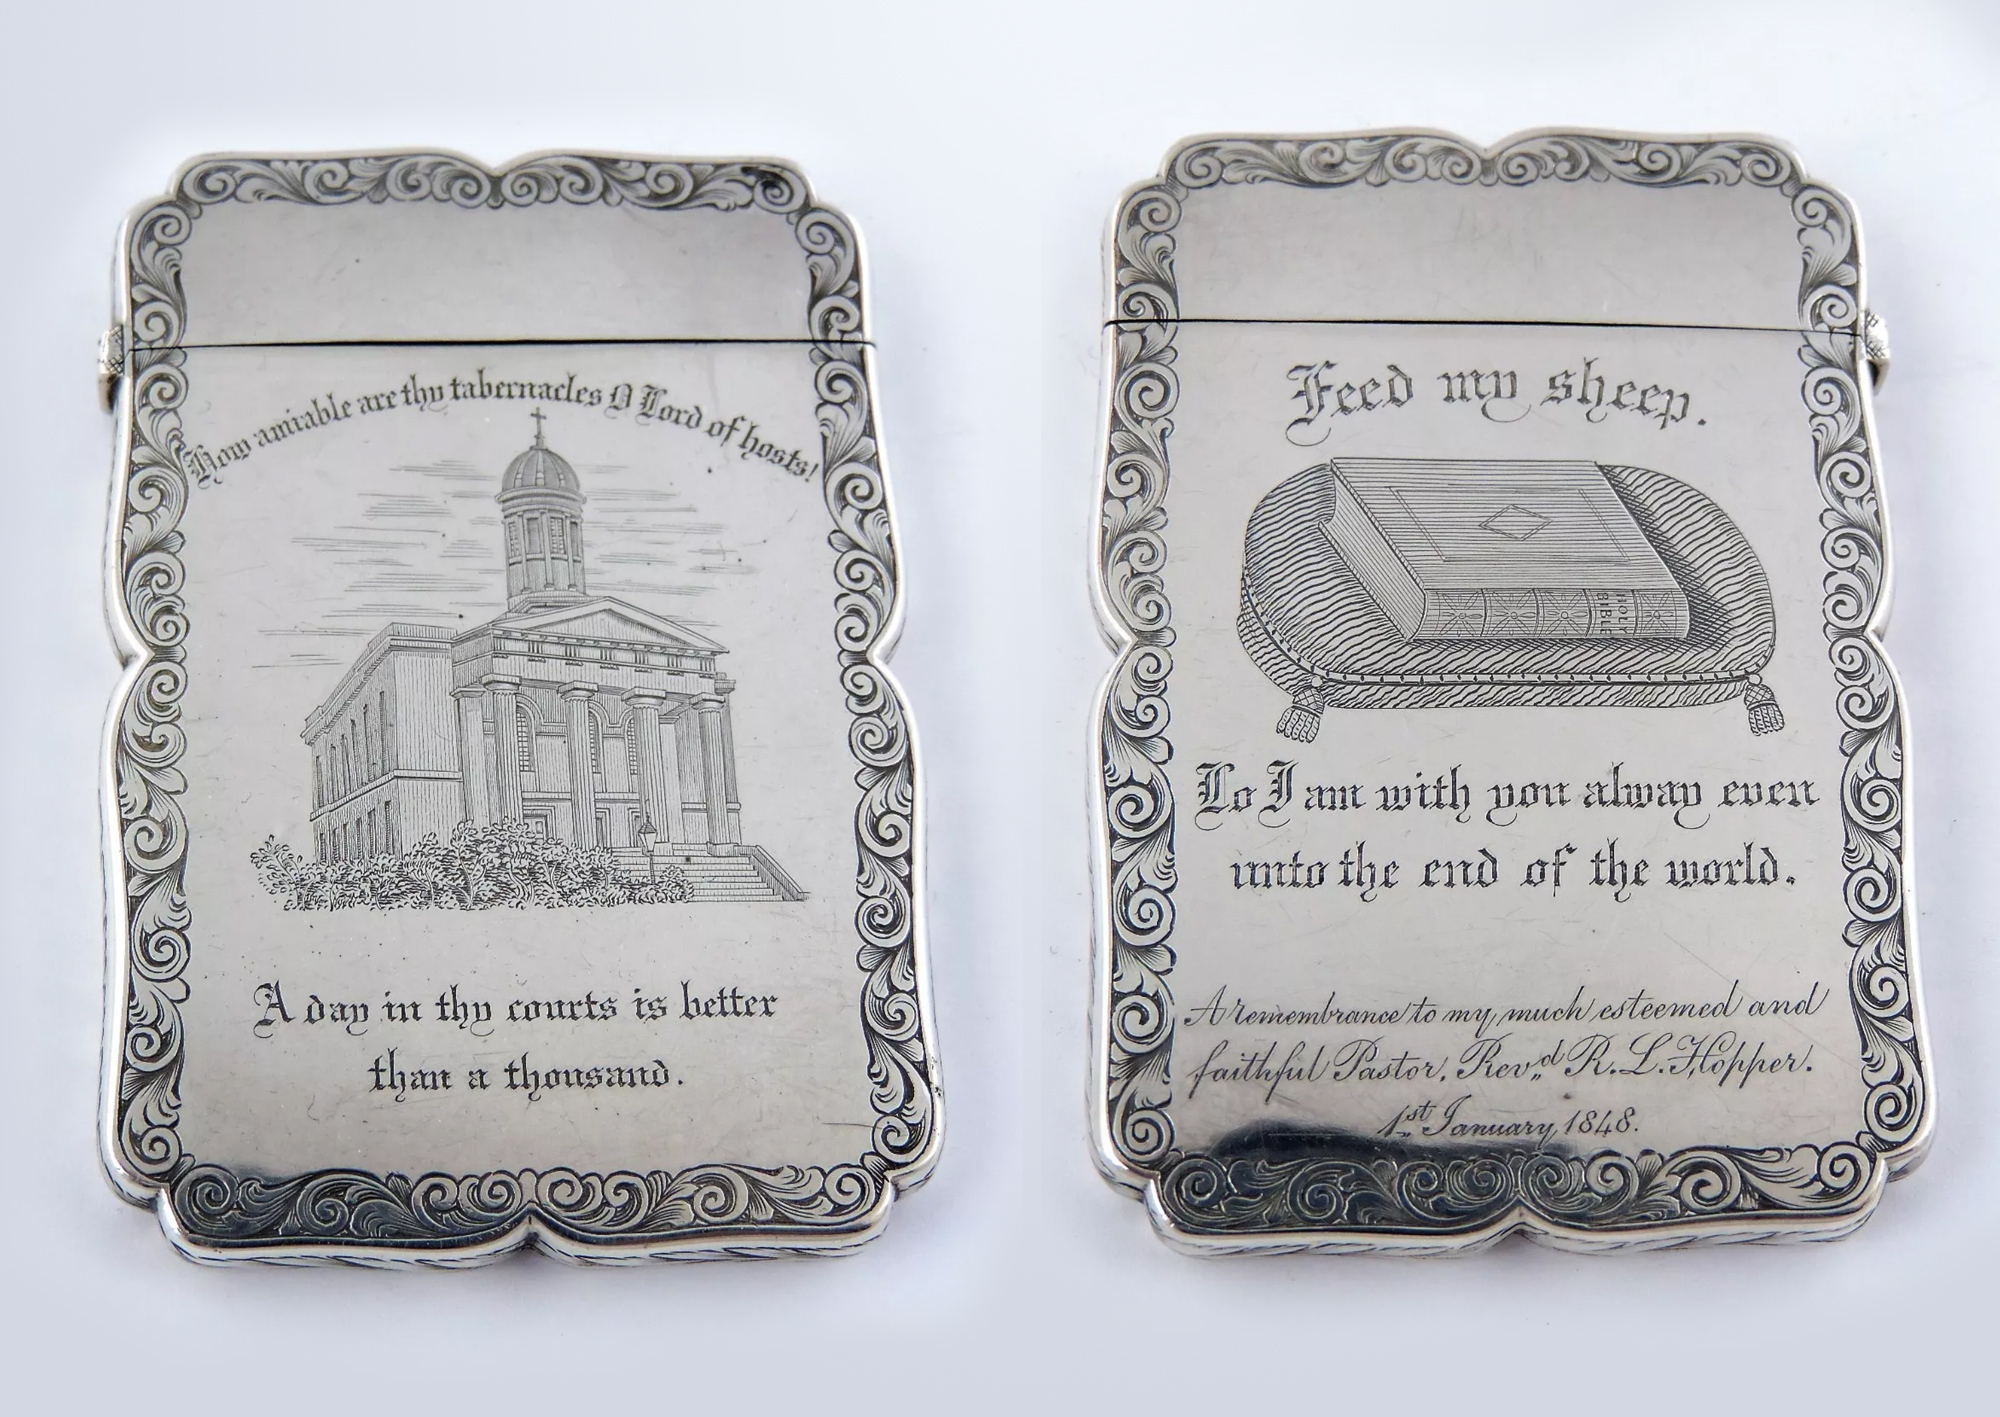 How amiable are thy tabernacles O Lord of hosts!
A day in thy courts is better
than a thousand.
Feed my sheep.
HOLY
BIBLE
Lo I am with you alway even
unto the end of the world.
A remembrance to my much esteemed and
faithful Pastor, Revd. R. L. Hopper.
1st January 1848.